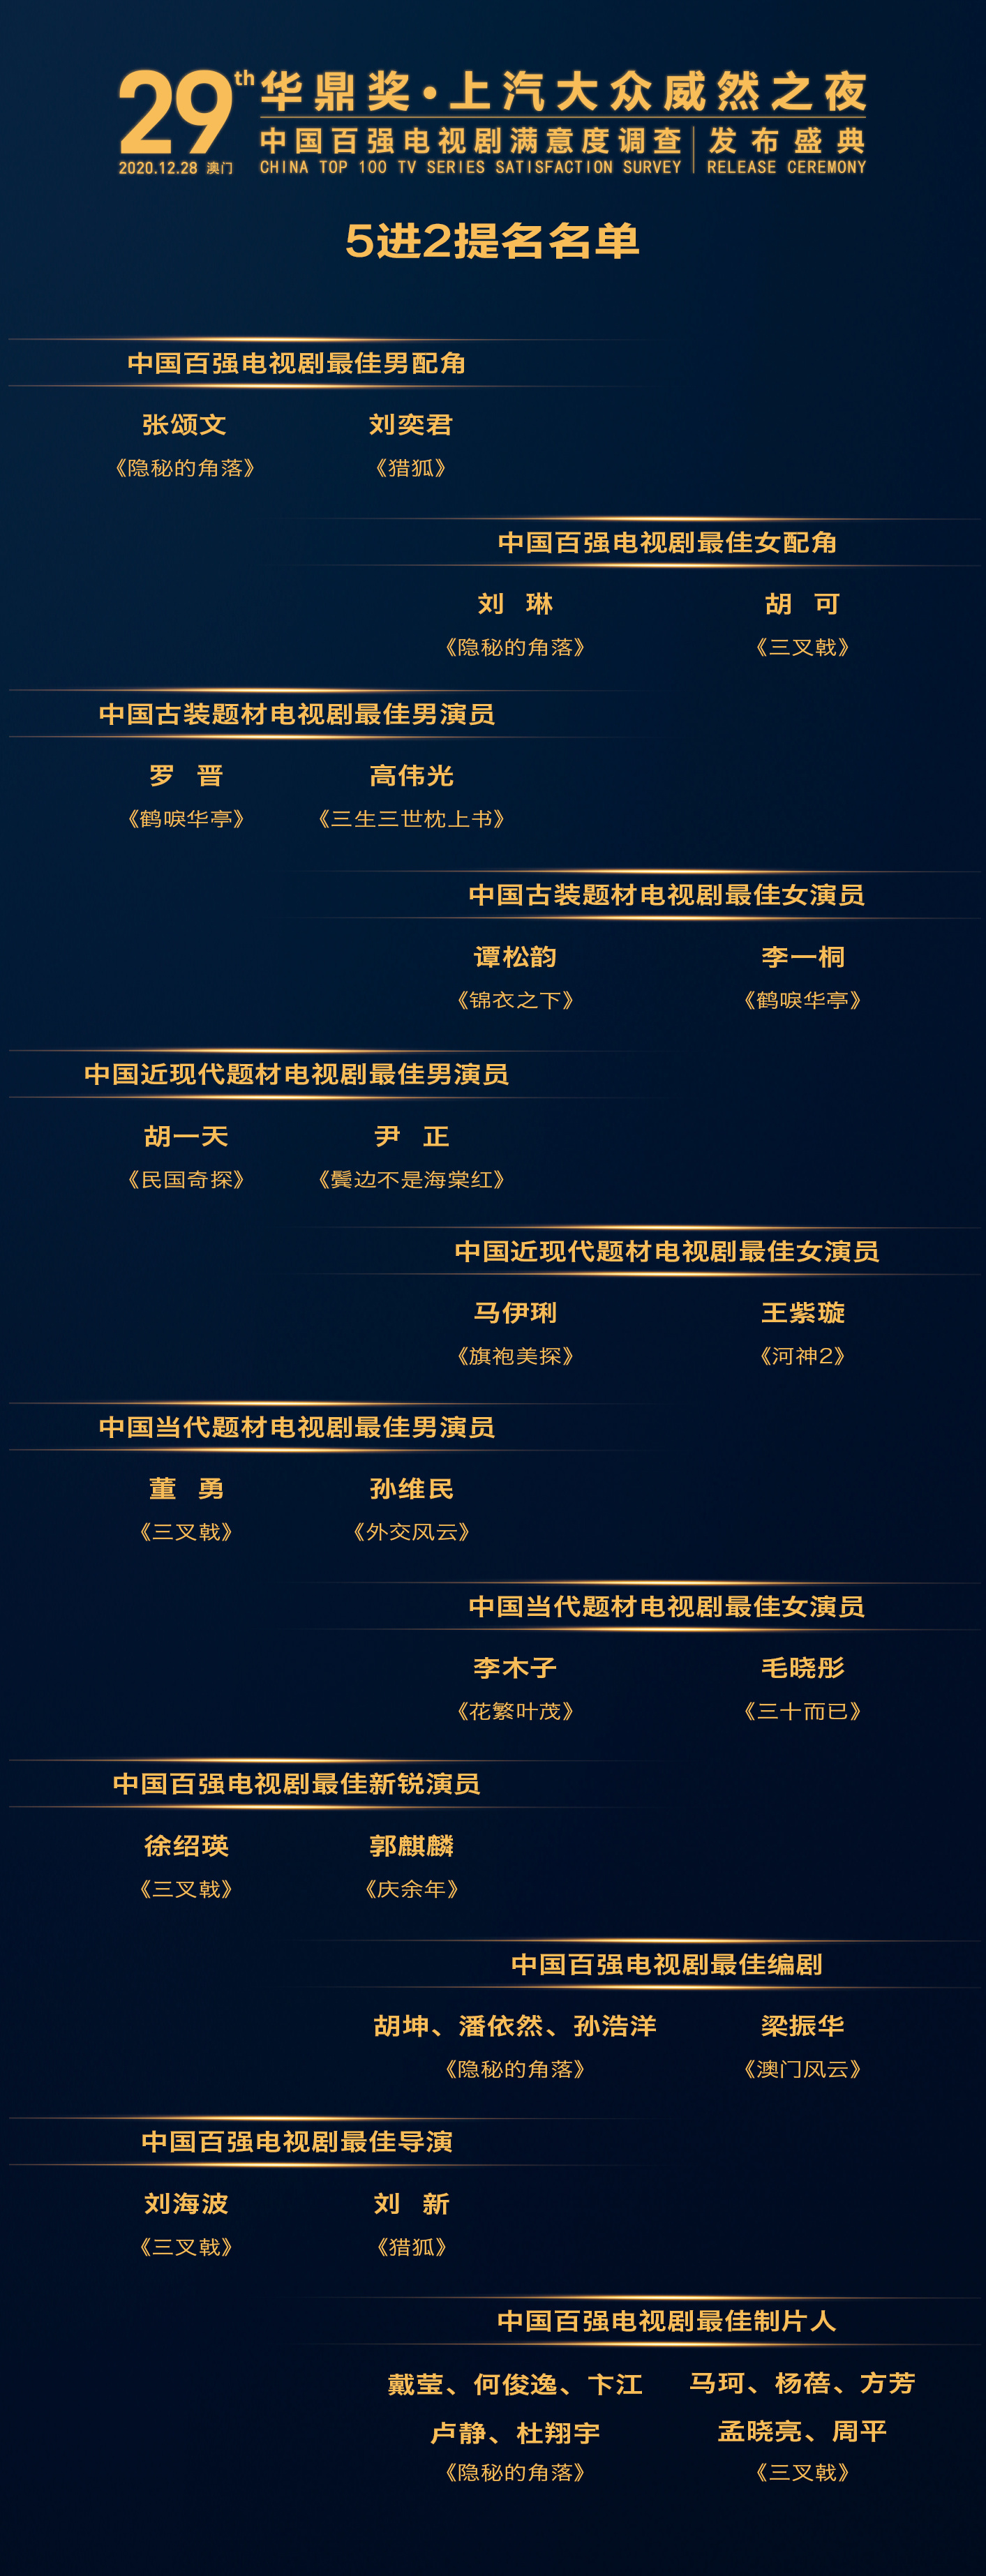 29th 华鼎奖·上汽大众威然之夜
中国百强电视剧满意度调查 发布盛典
2020.12.28 澳门 CHINA TOP 100 TV SERIES SATISFACTION SURVEY RELEASE CEREMONY
5进2提名名单
中国百强电视剧最佳男配角
张颂文 刘奕君
《隐秘的角落》 《猎狐》
中国百强电视剧最佳女配角
刘 琳 胡 可
《隐秘的角落》 《三叉戟》
中国古装题材电视剧最佳男演员
罗 晋 高伟光
《鹤唳华亭》 《三生三世枕上书》
中国古装题材电视剧最佳女演员
谭松韵 李一桐
《锦衣之下》 《鹤唳华亭》
中国近现代题材电视剧最佳男演员
胡一天 尹 正
《民国奇探》 《鬓边不是海棠红》
中国近现代题材电视剧最佳女演员
马伊琍 王紫璇
《旗袍美探》 《河神2》
中国当代题材电视剧最佳男演员
董 勇 孙维民
《三叉戟》 《外交风云》
中国当代题材电视剧最佳女演员
李木子 毛晓彤
《花繁叶茂》 《三十而已》
中国百强电视剧最佳新锐演员
徐绍瑛 郭麒麟
《三叉戟》 《庆余年》
中国百强电视剧最佳编剧
胡坤、潘依然、孙浩洋 梁振华
《隐秘的角落》 《澳门风云》
中国百强电视剧最佳导演
刘海波 刘 新
《三叉戟》 《猎狐》
中国百强电视剧最佳制片人
戴莹、何俊逸、卞江 马珂、杨蓓、方芳
卢静、杜翔宇 孟晓亮、周平
《隐秘的角落》 《三叉戟》